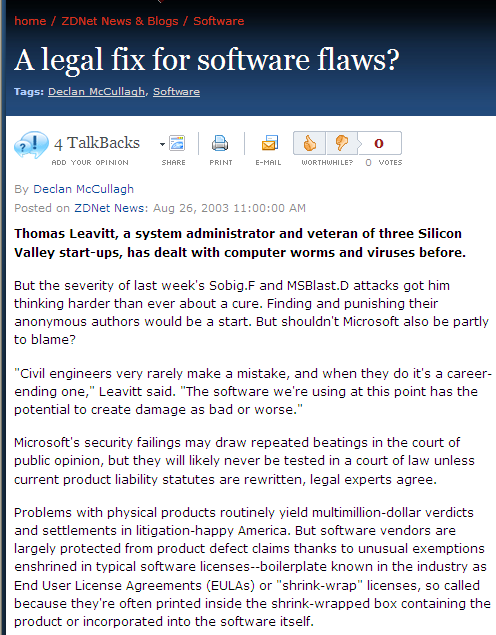 home / ZDNet News & Blogs / Software
A legal fix for software flaws?
Tags: Declan McCullagh, Software
4 TalkBacks
0
ADD YOUR OPINION SHARE PRINT E-MAIL WORTHWHILE? 0 VOTES
By Declan McCullagh
Posted on ZDNet News: Aug 26, 2003 11:00:00 AM
Thomas Leavitt, a system administrator and veteran of three Silicon
Valley start-ups, has dealt with computer worms and viruses before.
But the severity of last week's Sobig.F and MSBlast.D attacks got him
thinking harder than ever about a cure. Finding and punishing their
anonymous authors would be a start. But shouldn't Microsoft also be partly
to blame?
"Civil engineers very rarely make a mistake, and when they do it's a career-
ending one," Leavitt said. "The software we're using at this point has the
potential to create damage as bad or worse."
Microsoft's security failings may draw repeated beatings in the court of
public opinion, but they will likely never be tested in a court of law unless
current product liability statutes are rewritten, legal experts agree.
Problems with physical products routinely yield multimillion-dollar verdicts
and settlements in litigation-happy America. But software vendors are
largely protected from product defect claims thanks to unusual exemptions
enshrined in typical software licenses--boilerplate known in the industry as
End User License Agreements (EULAs) or "shrink-wrap" licenses, so called
because they're often printed inside the shrink-wrapped box containing the
product or incorporated into the software itself.